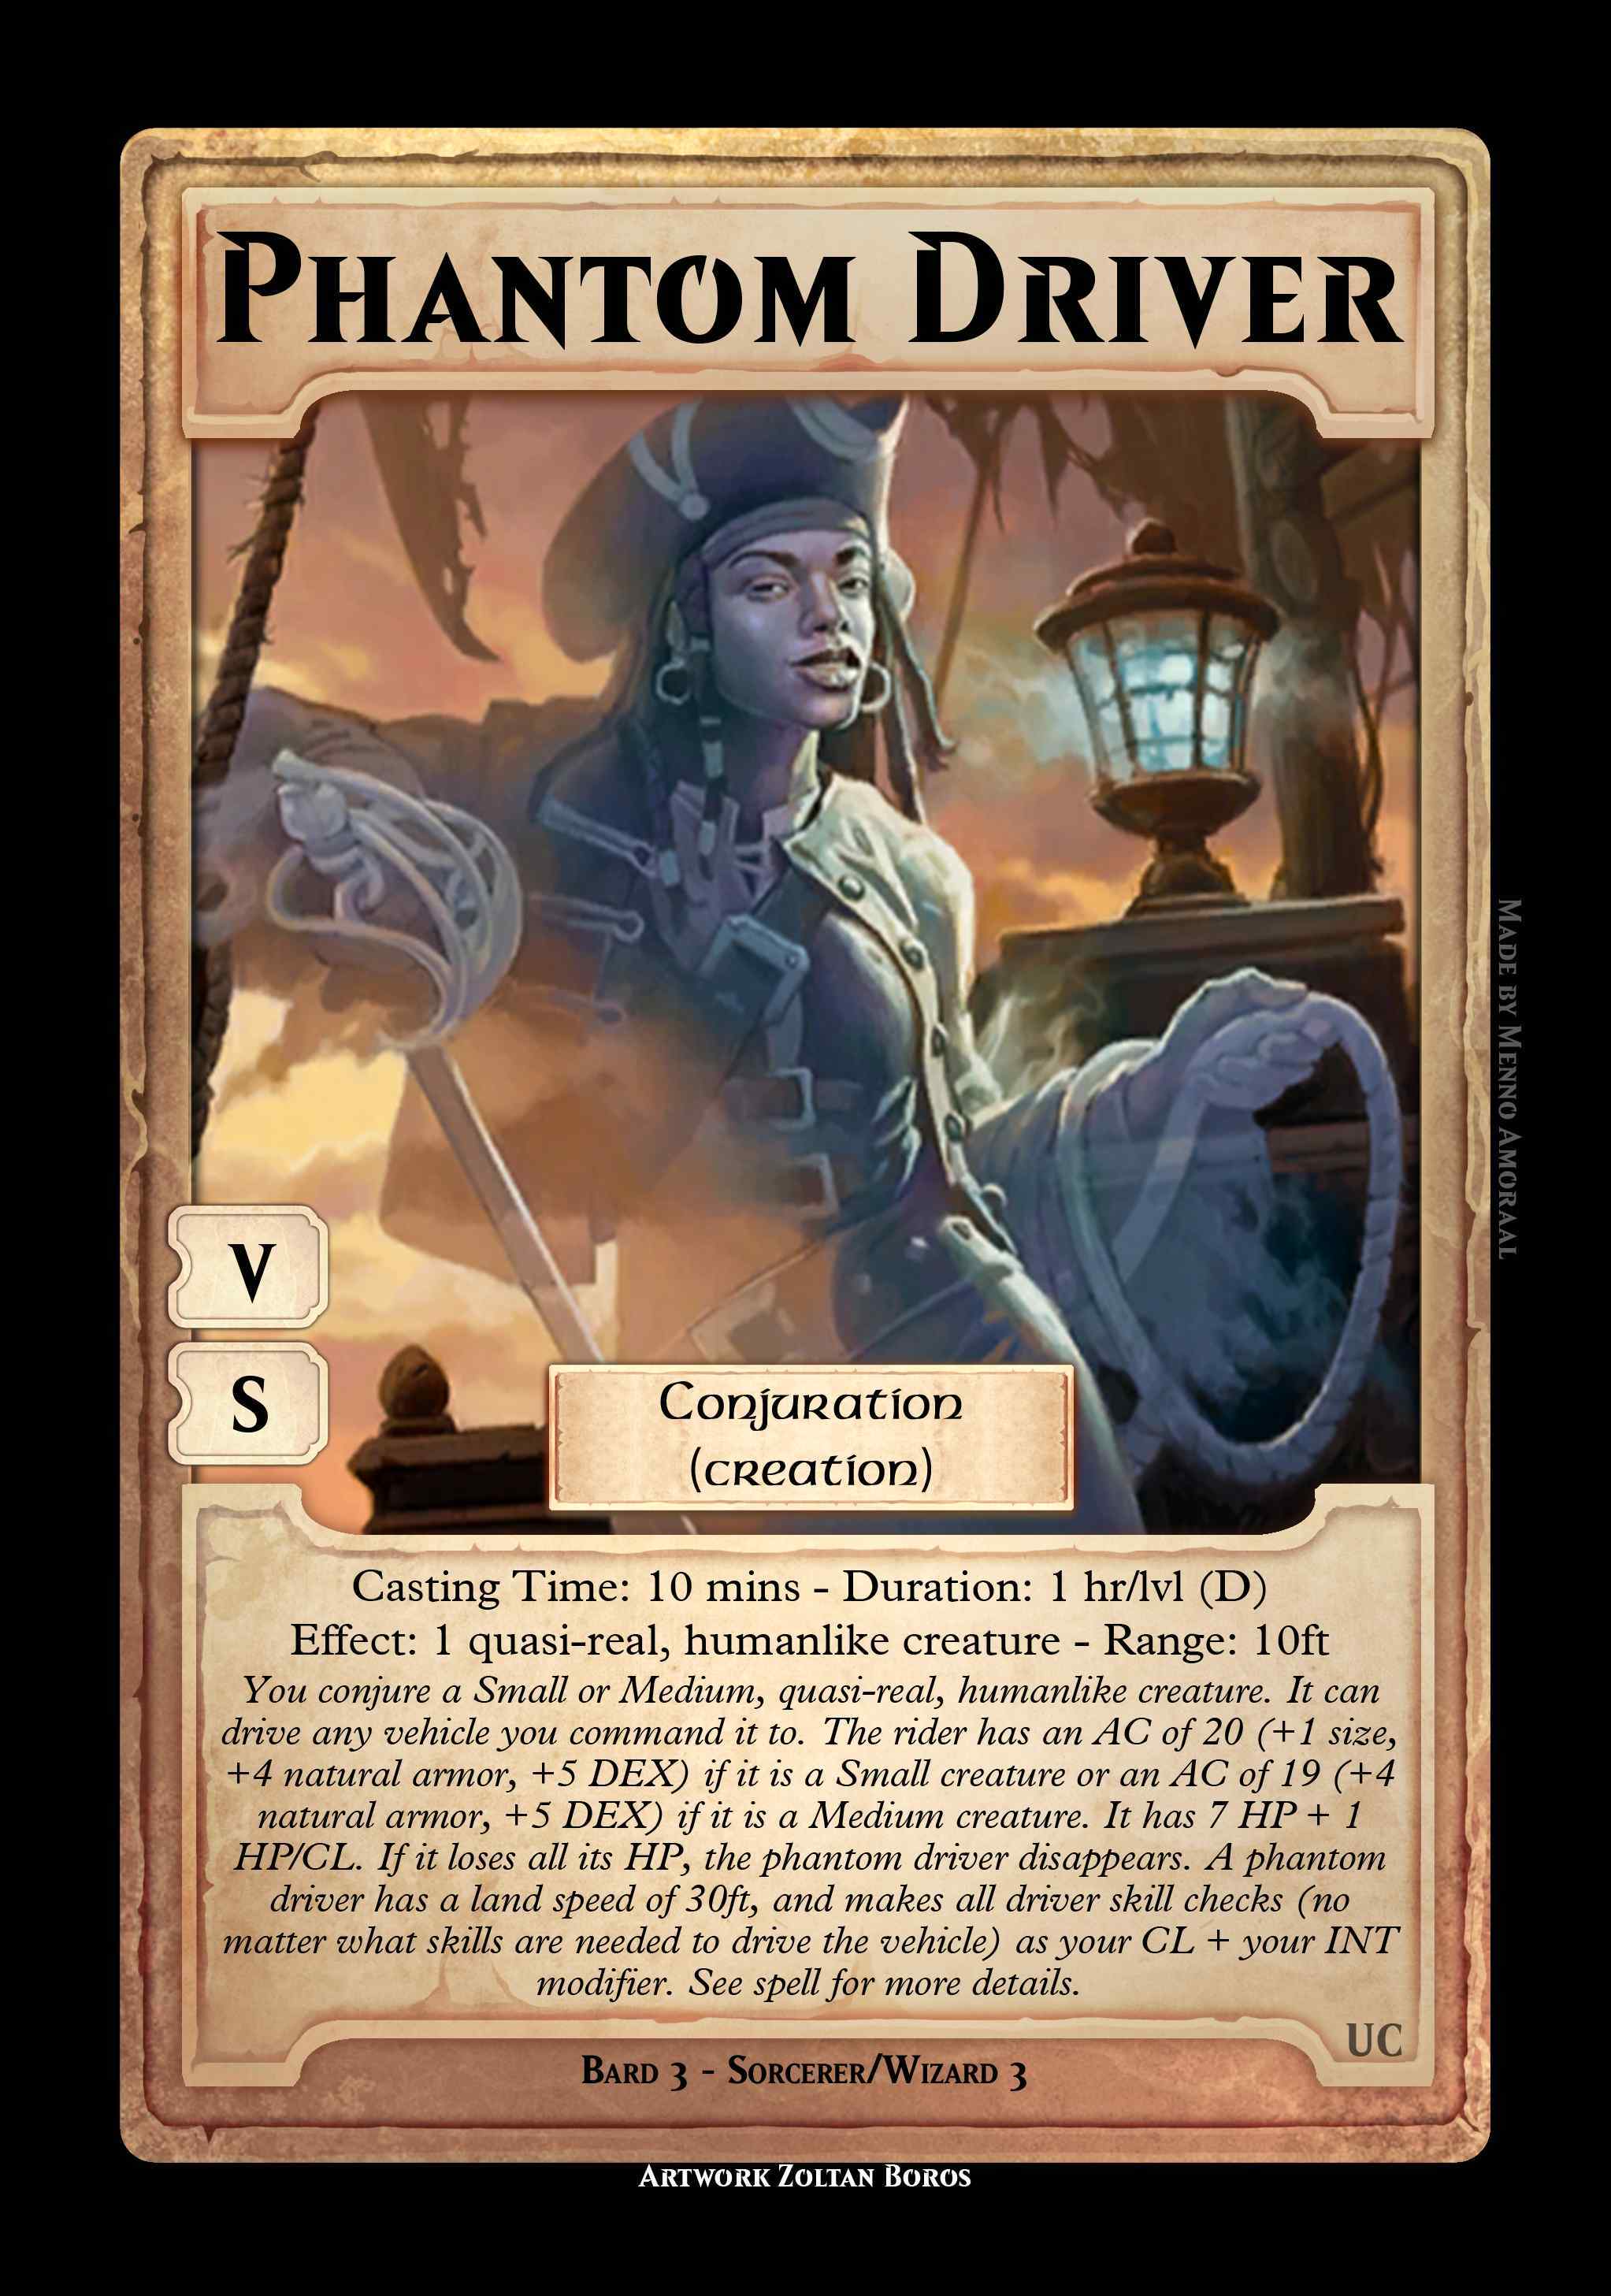 Phantom Driver
V
S
Conjuration
(creation)
Casting Time: 10 mins - Duration: 1 hr/lvl (D)
Effect: 1 quasi-real, humanlike creature - Range: 10ft
You conjure a Small or Medium, quasi-real, humanlike creature. It can
drive any vehicle you command it to. The rider has an AC of 20 (+1 size,
+4 natural armor, +5 DEX) if it is a Small creature or an AC of 19 (+4
natural armor, +5 DEX) if it is a Medium creature. It has 7 HP + 1
HP/CL. If it loses all its HP, the phantom driver disappears. A phantom
driver has a land speed of 30ft, and makes all driver skill checks (no
matter what skills are needed to drive the vehicle) as your CL + your INT
modifier. See spell for more details.
UC
Bard 3 - Sorcerer/Wizard 3
Artwork Zoltan Boros
Made by Menno Amoraal